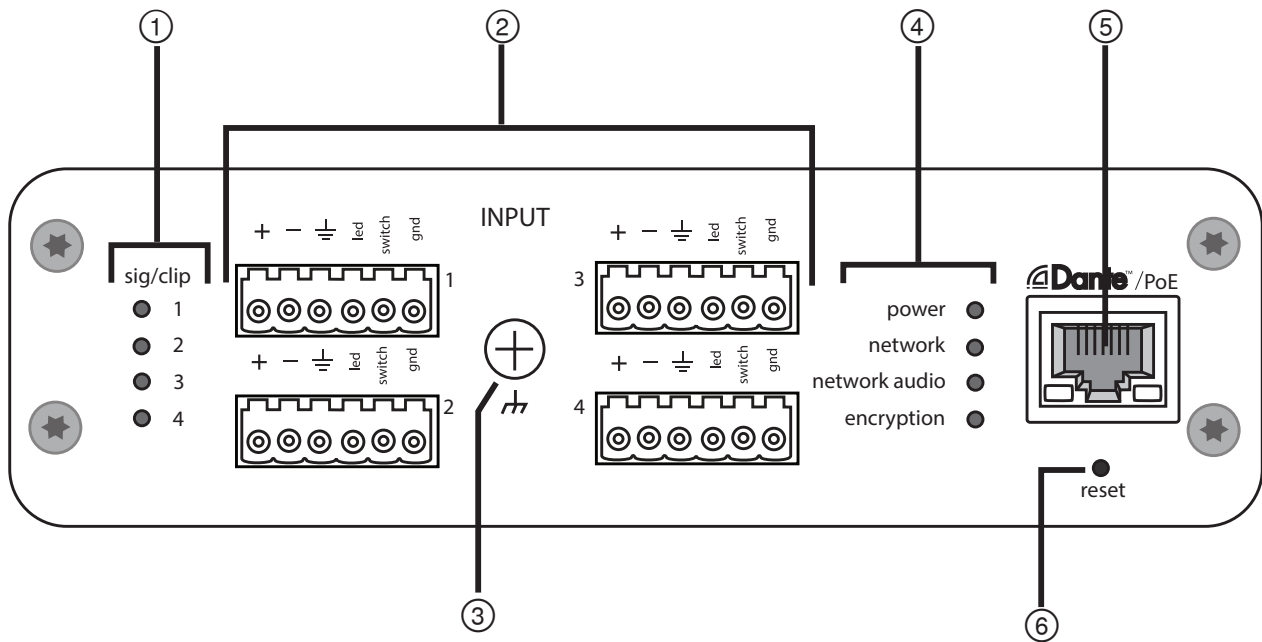 ① ② ④ ⑤
INPUT
+ − ⏚ led switch gnd
+ − ⏚ led switch gnd
sig/clip
1
2
3
4
1
3
Dante™ /PoE
power
network
network audio
encryption
+ − ⏚ led switch gnd
+ − ⏚ led switch gnd
2
4
reset
③ ⑥